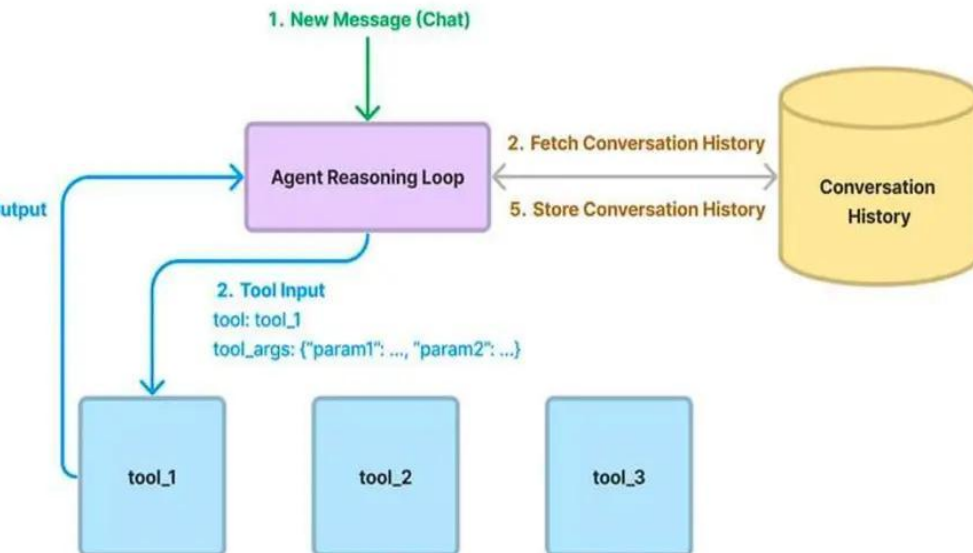 1. New Message (Chat)
2. Fetch Conversation History
Agent Reasoning Loop
Conversation
History
5. Store Conversation History
2. Tool Input
tool: tool_1
tool_args: {"param1": ..., "param2": ...}
tool_1
tool_2
tool_3